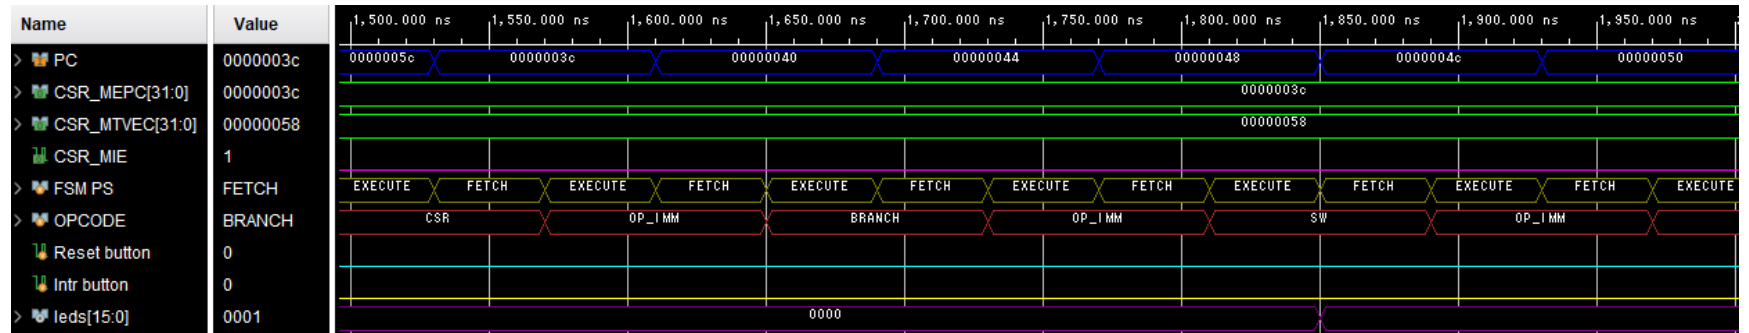 Name Value 1,500.000 ns 1,550.000 ns 1,600.000 ns 1,650.000 ns 1,700.000 ns 1,750.000 ns 1,800.000 ns 1,850.000 ns 1,900.000 ns 1,950.000 ns
PC 0000003c 0000005c 0000003c 00000040 00000044 00000048 0000004c 00000050
CSR_MEPC[31:0] 0000003c 0000003c
CSR_MTVEC[31:0] 00000058 00000058
CSR_MIE 1
FSM PS FETCH EXECUTE FETCH EXECUTE FETCH EXECUTE FETCH EXECUTE FETCH EXECUTE FETCH EXECUTE FETCH EXECUTE
OPCODE BRANCH CSR OP_IMM BRANCH OP_IMM SW OP_IMM
Reset button 0
Intr button 0
leds[15:0] 0001 0000